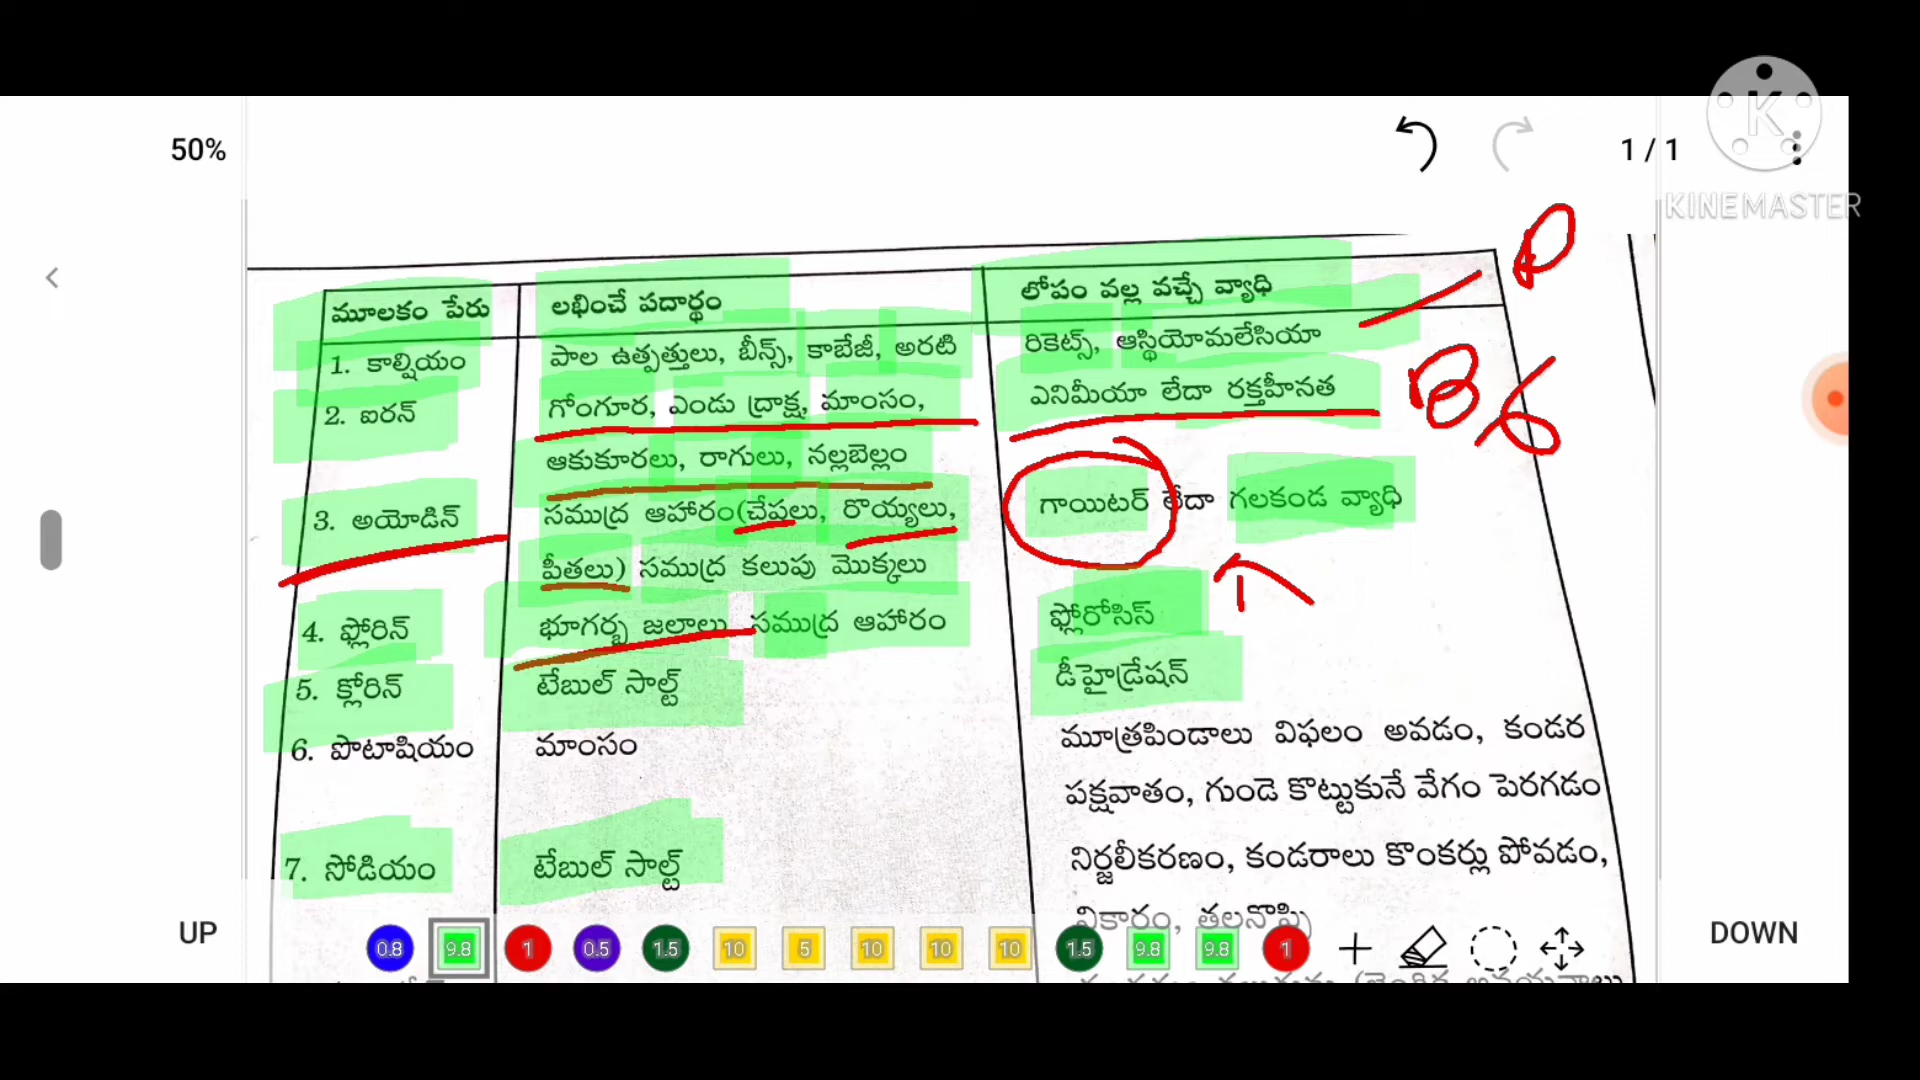 50%
1 / 1
K
KINEMASTER
D
మూలకం పేరు
లభించే పదార్థం
లోపం వల్ల వచ్చే వ్యాధి
1. కాల్షియం
పాల ఉత్పత్తులు, బీన్స్, కాబేజీ, అరటి
రికెట్స్, ఆస్థియోమలేసియా
2. ఐరన్
గోంగూర, ఎండు ద్రాక్ష, మాంసం,
ఎనిమీయా లేదా రక్తహీనత
B6
ఆకుకూరలు, రాగులు, నల్లబెల్లం
3. అయోడిన్
సముద్ర ఆహారం(చేపలు, రొయ్యలు,
గాయిటర్ లేదా గలకండ వ్యాధి
పీతలు) సముద్ర కలుపు మొక్కలు
4. ఫ్లోరిన్
భూగర్భ జలాలు సముద్ర ఆహారం
ఫ్లోరోసిస్
5. క్లోరిన్
టేబుల్ సాల్ట్
డీహైడ్రేషన్
6. పొటాషియం
మాంసం
మూత్రపిండాలు విఫలం అవడం, కండర
పక్షవాతం, గుండె కొట్టుకునే వేగం పెరగడం
7. సోడియం
టేబుల్ సాల్ట్
నిర్జలీకరణం, కండరాలు కొంకర్లు పోవడం,
వికారం, తలనొప్పి
UP
0.8 9.8 1 0.5 1.5 10 5 10 10 10 1.5 9.8 9.8 1
DOWN